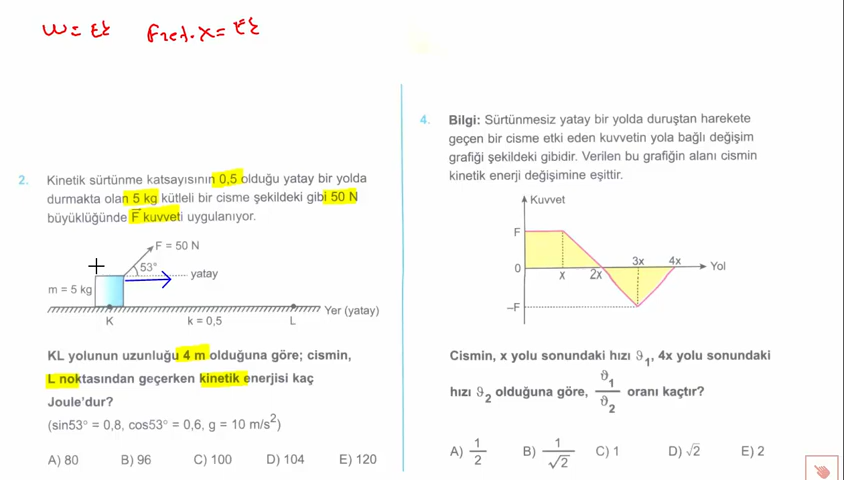 W = Ek
Fnet. x = Ek
2. Kinetik sürtünme katsayısının 0,5 olduğu yatay bir yolda
durmakta olan 5 kg kütleli bir cisme şekildeki gibi 50 N
büyüklüğünde F kuvveti uygulanıyor.
F = 50 N
53°
yatay
m = 5 kg
Yer (yatay)
K
k = 0,5
L
KL yolunun uzunluğu 4 m olduğuna göre; cismin,
L noktasından geçerken kinetik enerjisi kaç
Joule'dur?
(sin53° = 0,8, cos53° = 0,6, g = 10 m/s²)
A) 80 B) 96 C) 100 D) 104 E) 120
4. Bilgi: Sürtünmesiz yatay bir yolda duruştan harekete
geçen bir cisme etki eden kuvvetin yola bağlı değişim
grafiği şekildeki gibidir. Verilen bu grafiğin alanı cismin
kinetik enerji değişimine eşittir.
Kuvvet
F
0
x
2x
3x
4x
Yol
–F
Cismin, x yolu sonundaki hızı ϑ₁, 4x yolu sonundaki
hızı ϑ₂ olduğuna göre, ϑ₁/ϑ₂ oranı kaçtır?
A) 1/2 B) 1/√2 C) 1 D) √2 E) 2